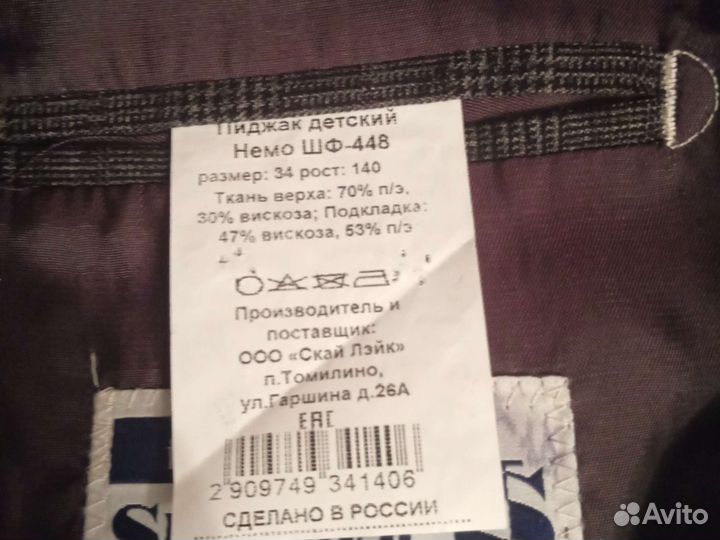 Пиджак детский
Немо ШФ-448
размер: 34 рост: 140
Ткань верха: 70% п/э,
30% вискоза; Подкладка:
47% вискоза, 53% п/э
Производитель и
поставщик:
ООО «Скай Лэйк»
п.Томилино,
ул.Гаршина д.26А
ЕАС
2 909749 341406
СДЕЛАНО В РОССИИ
Avito